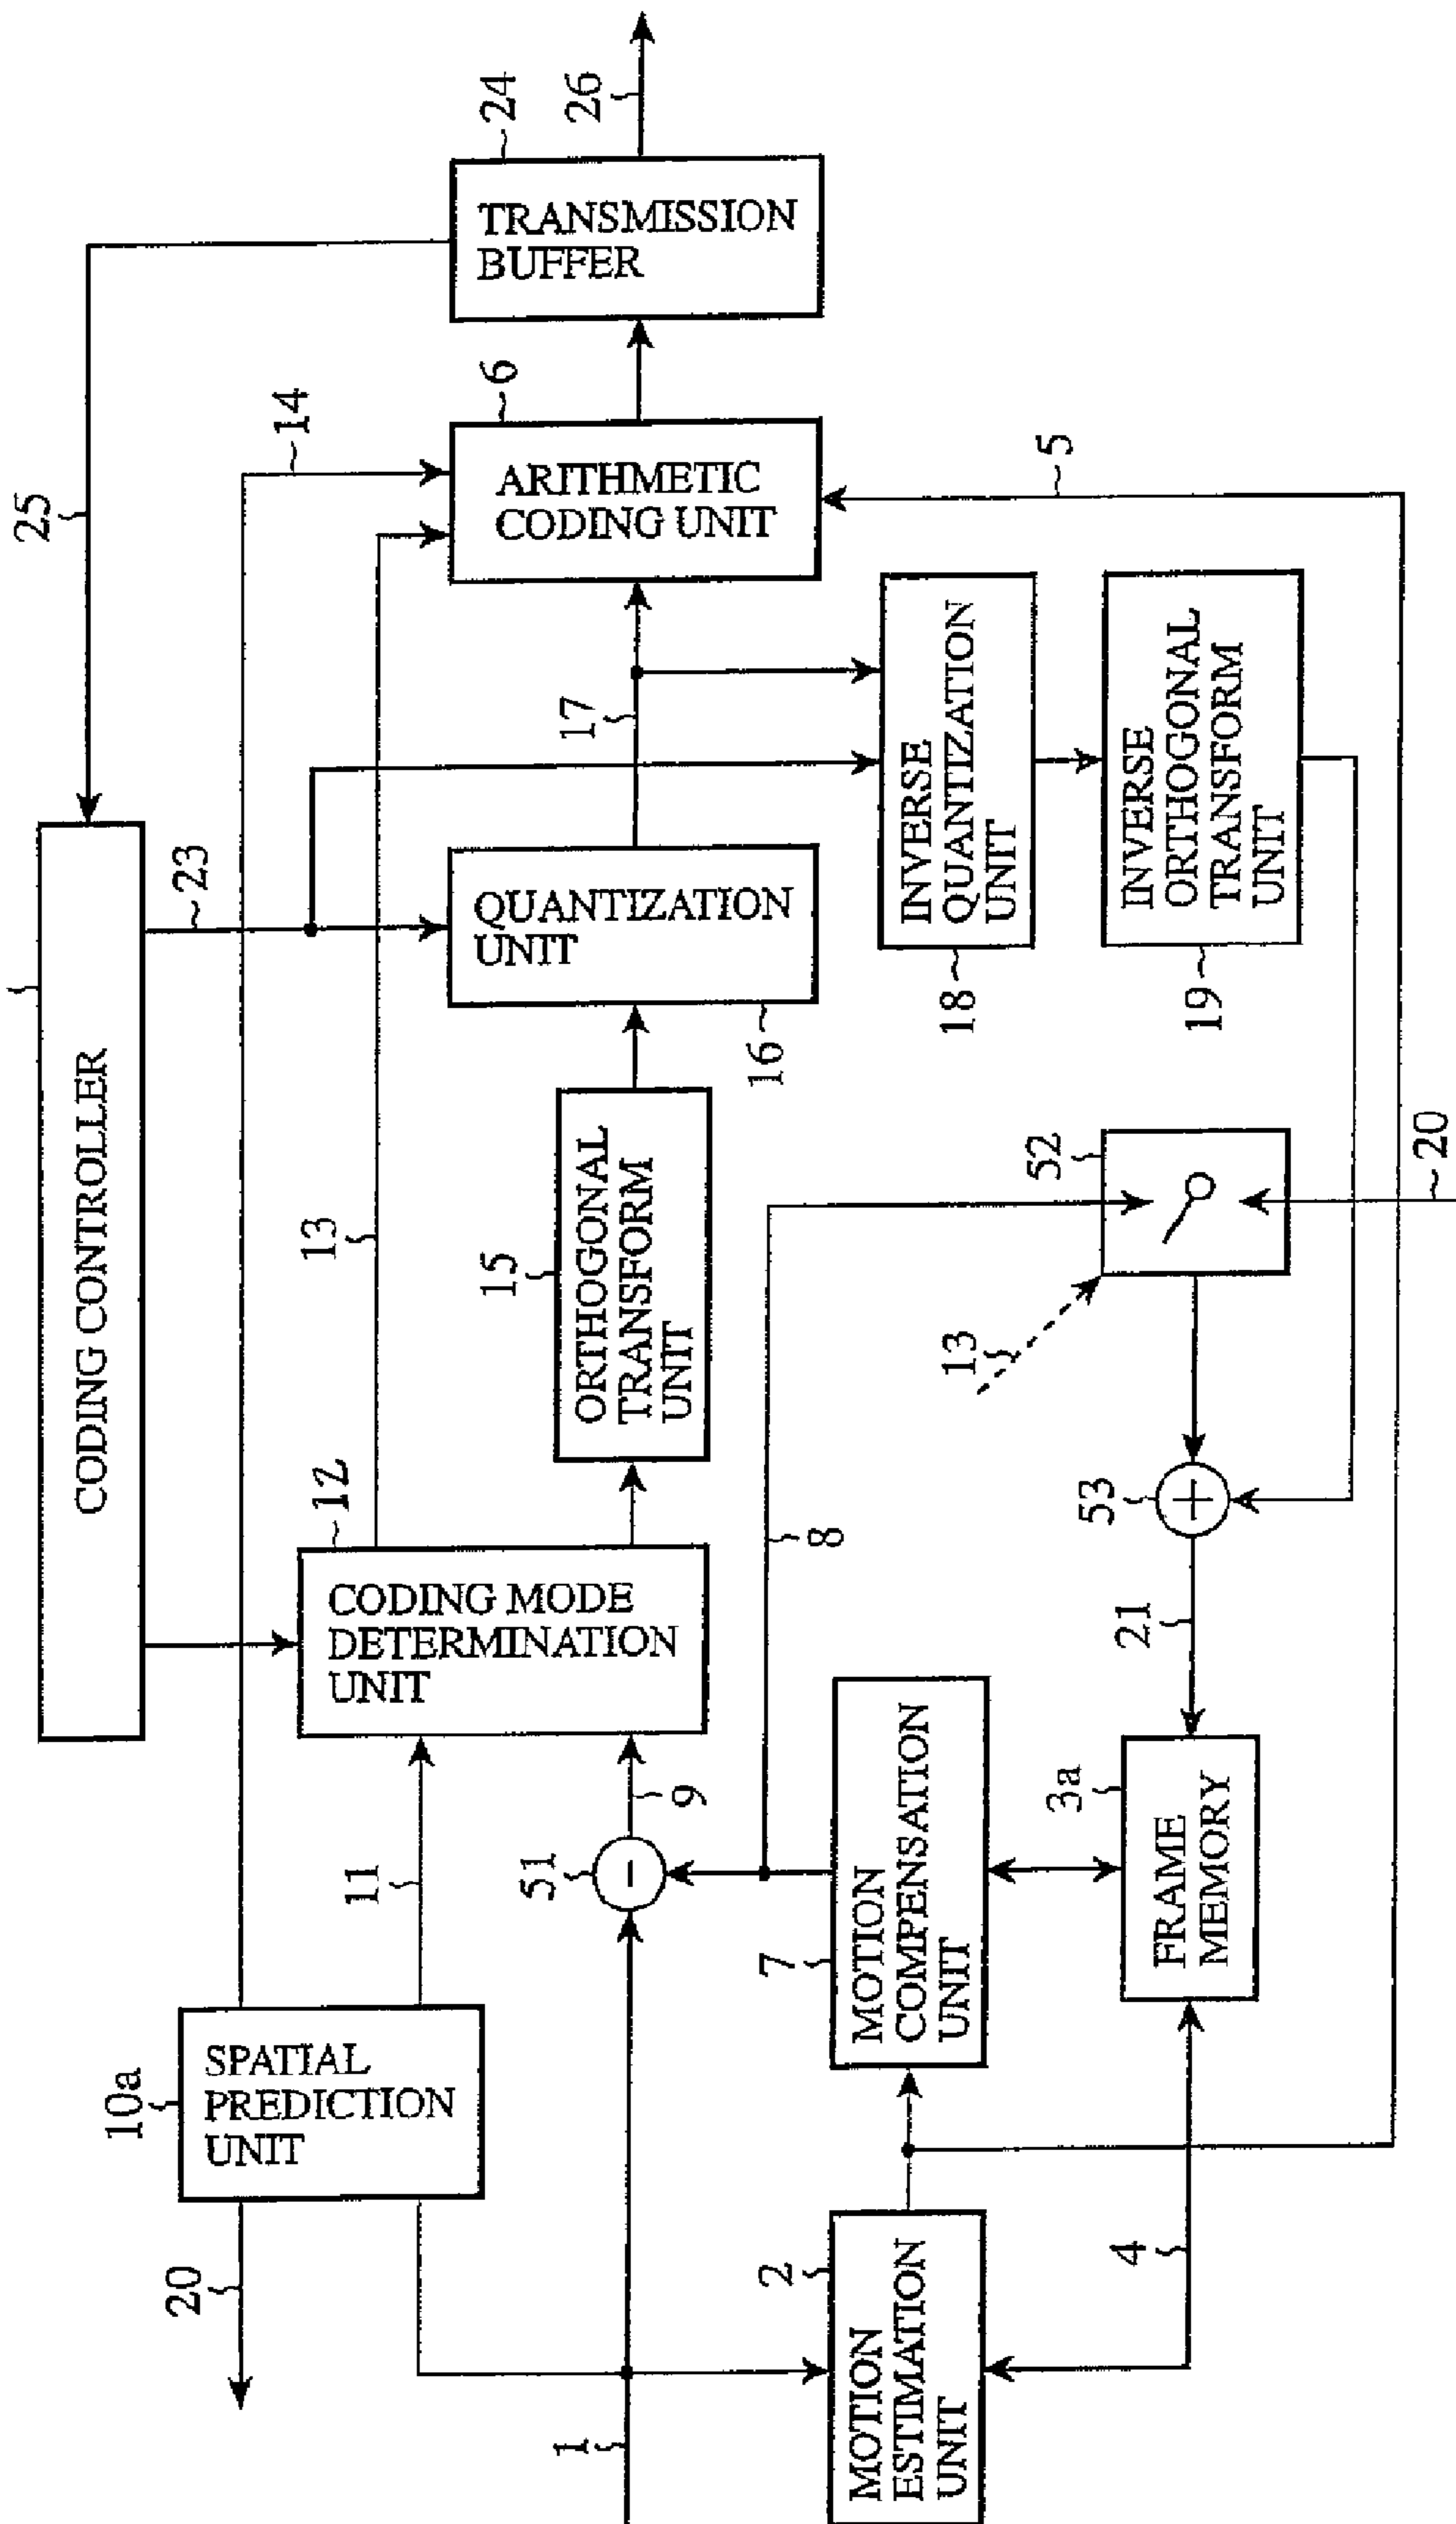 CODING CONTROLLER
25
23
14
13
10a
SPATIAL
PREDICTION
UNIT
20
11
12
CODING MODE
DETERMINATION
UNIT
15
ORTHOGONAL
TRANSFORM
UNIT
QUANTIZATION
UNIT
16
17
6
ARITHMETIC
CODING UNIT
24
TRANSMISSION
BUFFER
26
1
51
9
8
5
2
MOTION
ESTIMATION
UNIT
7
MOTION
COMPENSATION
UNIT
INVERSE
QUANTIZATION
UNIT
18
INVERSE
ORTHOGONAL
TRANSFORM
UNIT
19
3a
FRAME
MEMORY
4
21
53
13
52
20